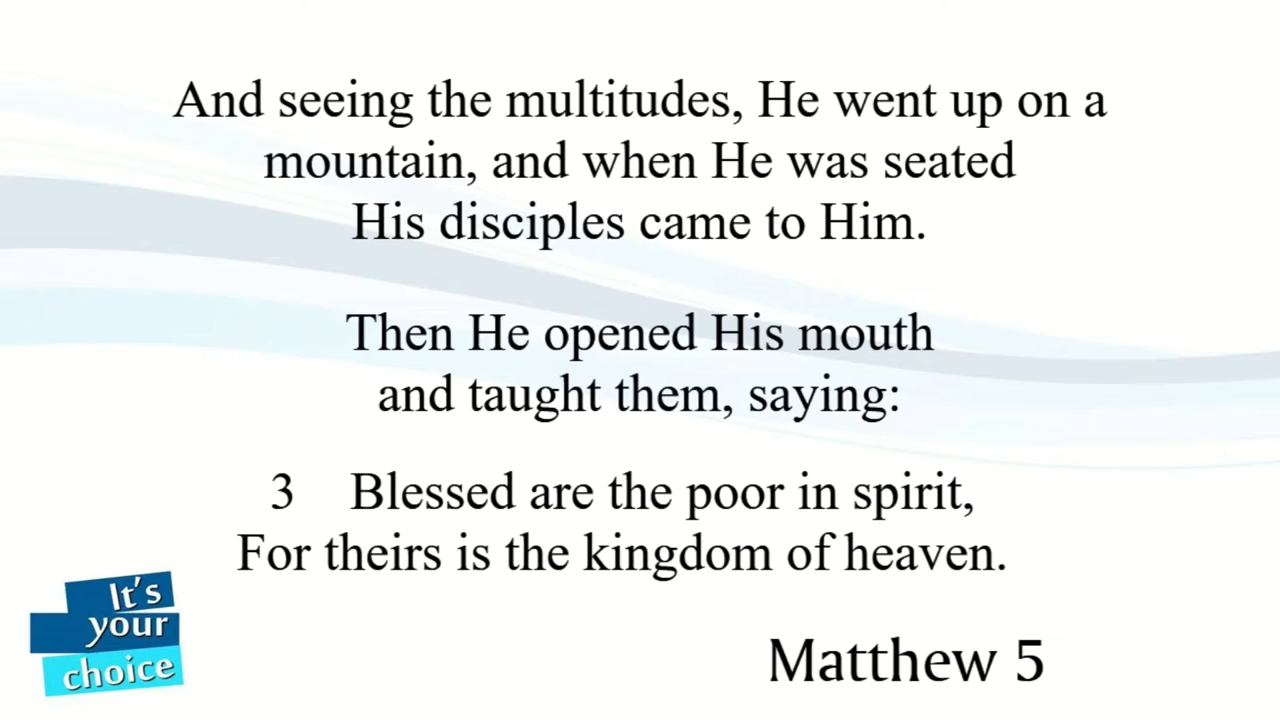 And seeing the multitudes, He went up on a
mountain, and when He was seated
His disciples came to Him.
Then He opened His mouth
and taught them, saying:
3 Blessed are the poor in spirit,
For theirs is the kingdom of heaven.
It's
your
choice
Matthew 5